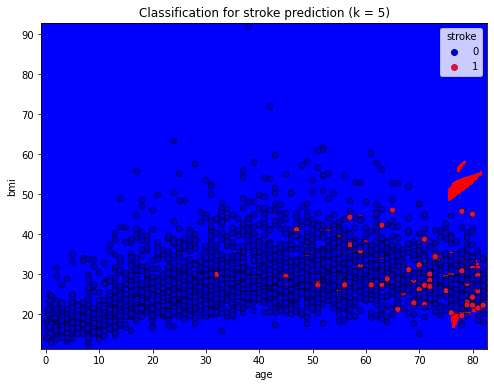 Classification for stroke prediction (k = 5)
stroke
0
1
90
80
70
60
50
40
30
20
bmi
0 10 20 30 40 50 60 70 80
age